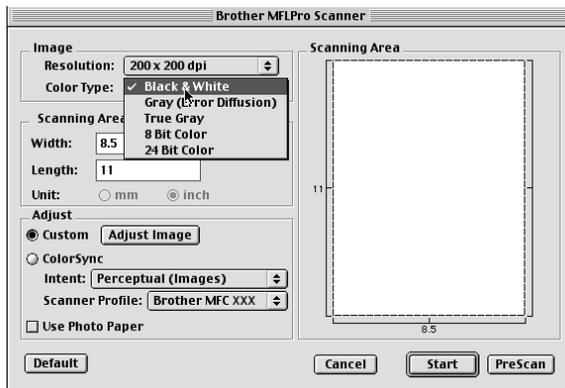 Brother MFLPro Scanner
Image
Resolution: 200 x 200 dpi
Color Type: ✓ Black & White
Gray (Error Diffusion)
True Gray
8 Bit Color
24 Bit Color
Scanning Area
Width: 8.5
Length: 11
Unit: mm inch
Adjust
Custom Adjust Image
ColorSync
Intent: Perceptual (Images)
Scanner Profile: Brother MFC XXX
Use Photo Paper
Scanning Area
11
8.5
Default Cancel Start PreScan